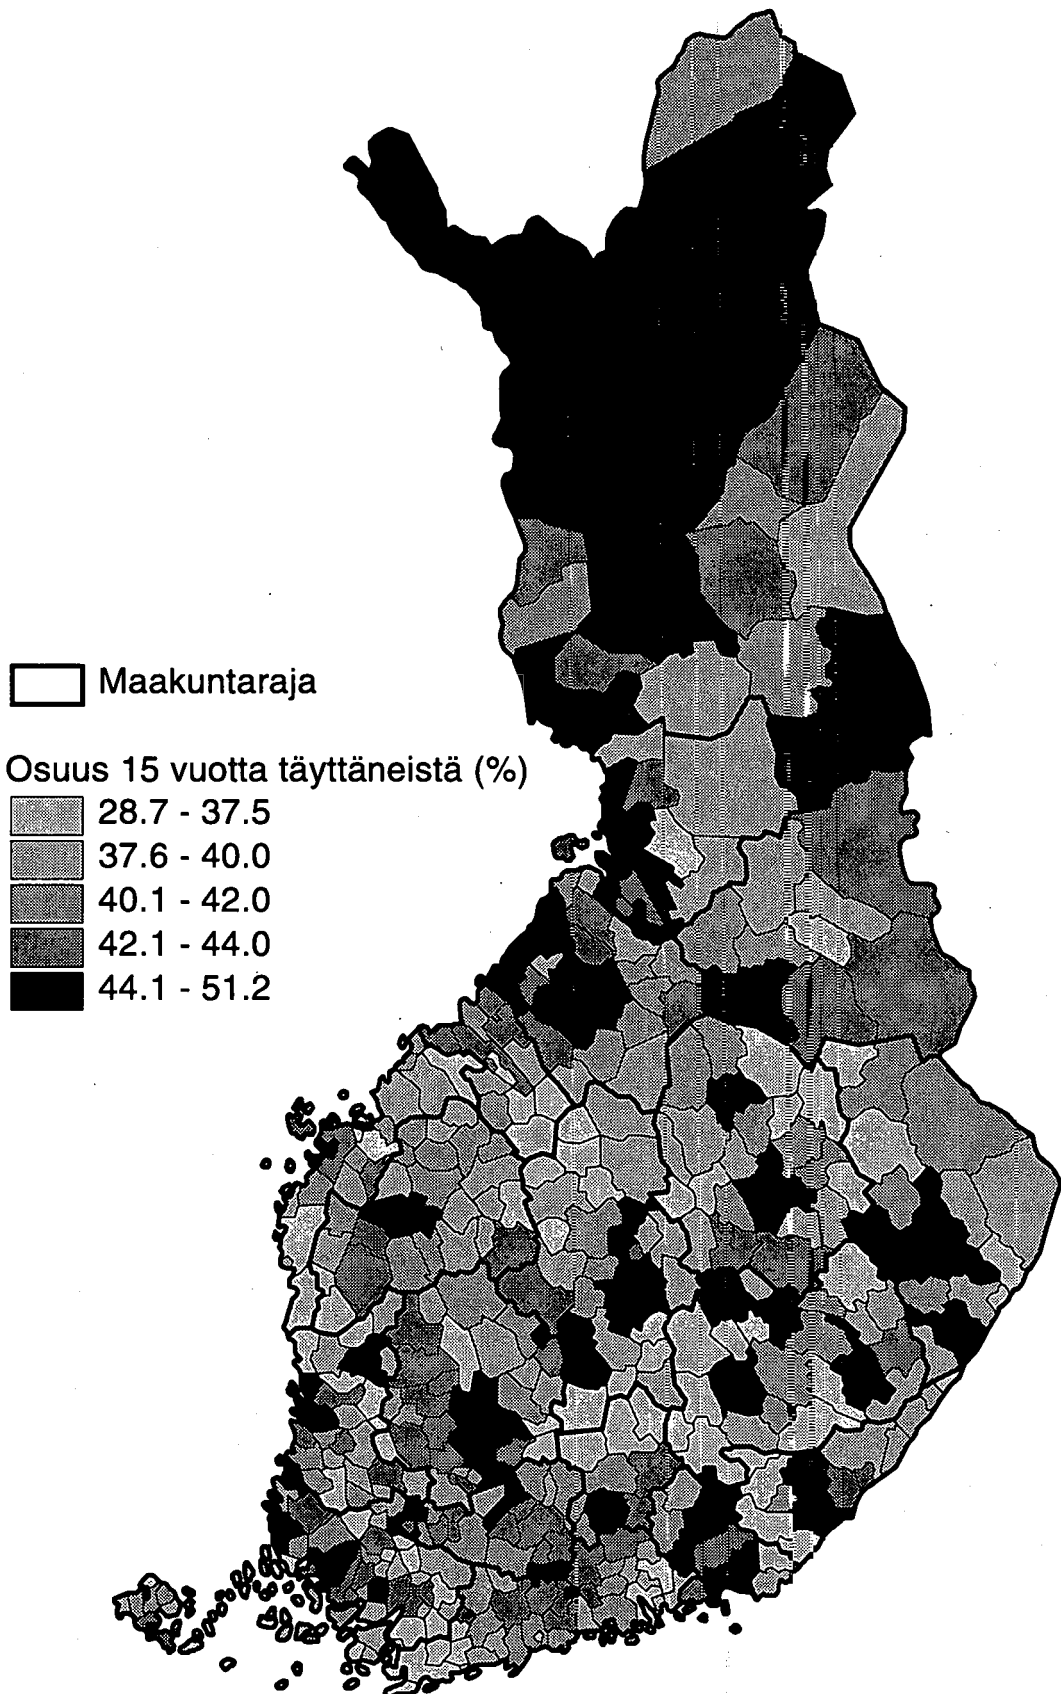 Maakuntaraja
Osuus 15 vuotta täyttäneistä (%)
28.7 - 37.5
37.6 - 40.0
40.1 - 42.0
42.1 - 44.0
44.1 - 51.2